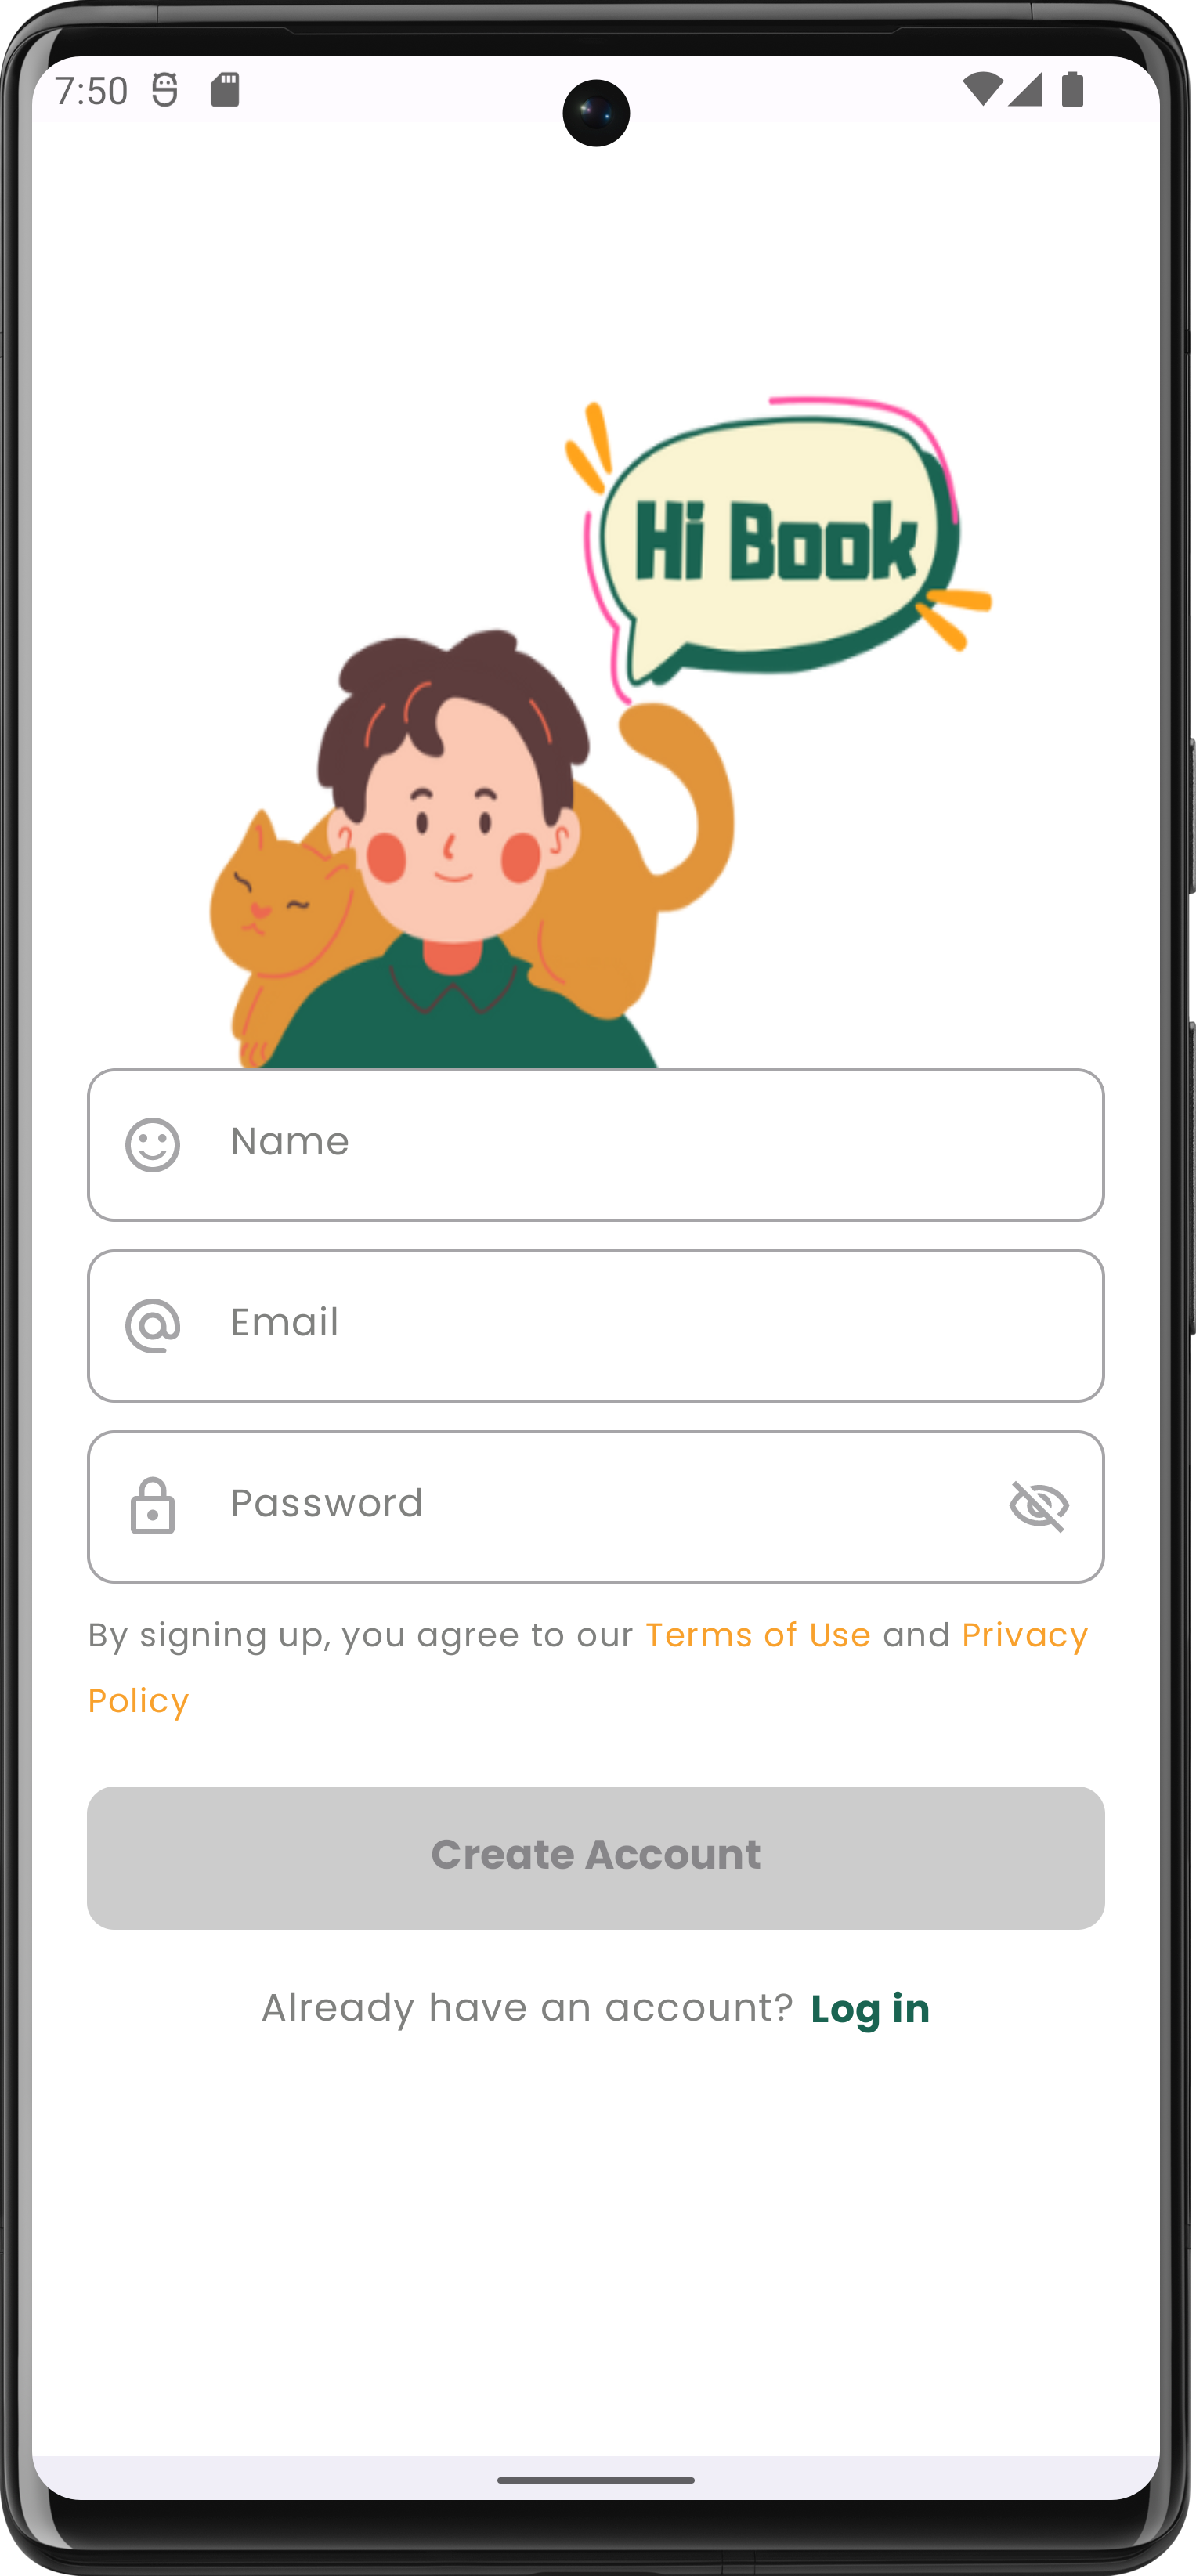 7:50
Hi Book
Name
Email
Password
By signing up, you agree to our Terms of Use and Privacy
Policy
Create Account
Already have an account? Log in